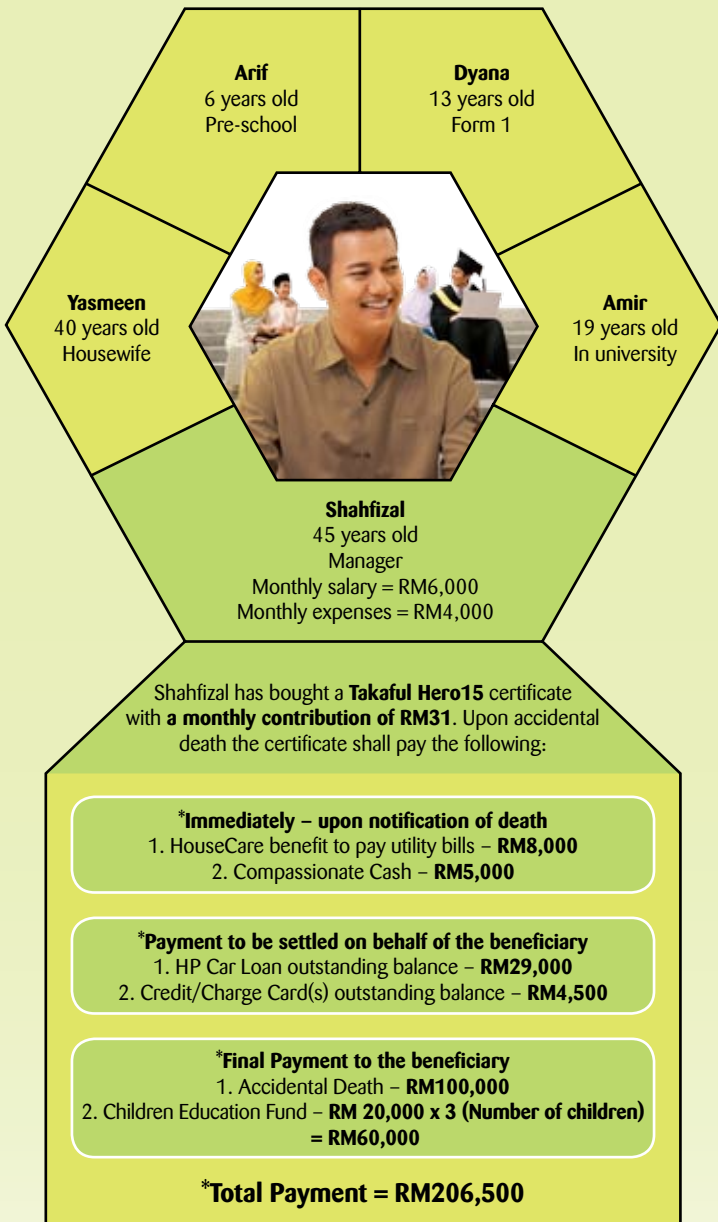 Arif
6 years old
Pre-school
Dyana
13 years old
Form 1
Yasmeen
40 years old
Housewife
Amir
19 years old
In university
Shahfizal
45 years old
Manager
Monthly salary = RM6,000
Monthly expenses = RM4,000
Shahfizal has bought a Takaful Hero15 certificate
with a monthly contribution of RM31. Upon accidental
death the certificate shall pay the following:
*Immediately – upon notification of death
1. HouseCare benefit to pay utility bills – RM8,000
2. Compassionate Cash – RM5,000
*Payment to be settled on behalf of the beneficiary
1. HP Car Loan outstanding balance – RM29,000
2. Credit/Charge Card(s) outstanding balance – RM4,500
*Final Payment to the beneficiary
1. Accidental Death – RM100,000
2. Children Education Fund – RM 20,000 x 3 (Number of children)
= RM60,000
*Total Payment = RM206,500